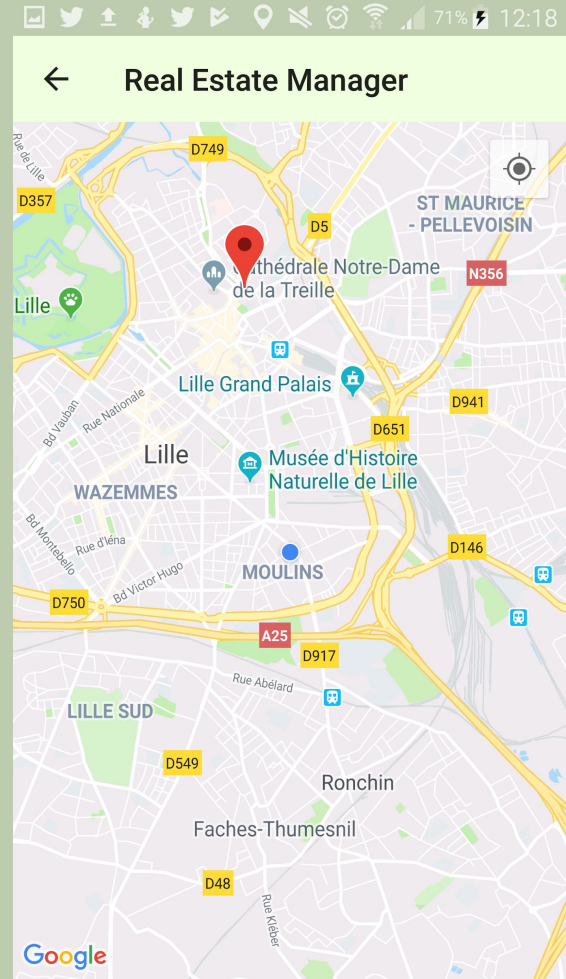 71% 12:18
Real Estate Manager
Rue de Lille
D749
D357
D5
ST MAURICE
- PELLEVOISIN
Cathédrale Notre-Dame
de la Treille
N356
Lille
Lille Grand Palais
D941
Bd Vauban
Rue Nationale
D651
Lille
Musée d'Histoire
Naturelle de Lille
WAZEMMES
Bd Montebello
Rue d'Iéna
D146
MOULINS
Bd Victor Hugo
D750
A25
D917
Rue Abélard
LILLE SUD
D549
Ronchin
Faches-Thumesnil
D48
Rue Kléber
Google